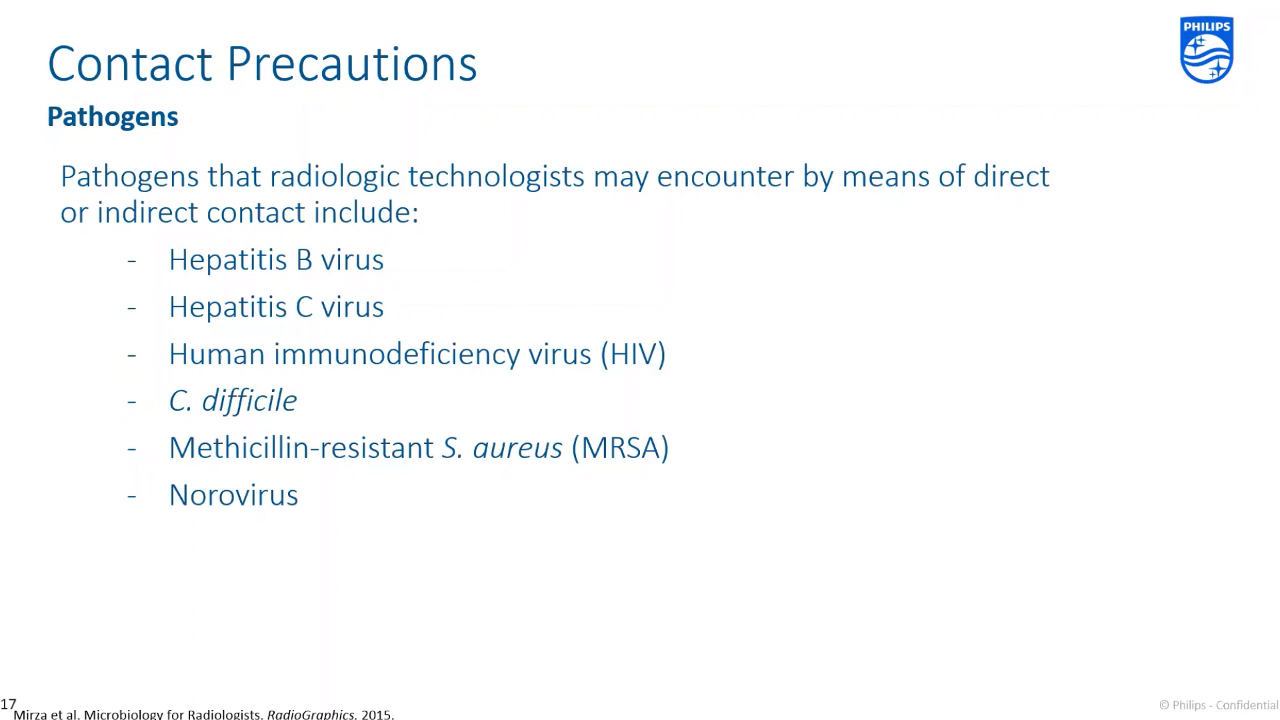 PHILIPS
Contact Precautions
Pathogens
Pathogens that radiologic technologists may encounter by means of direct
or indirect contact include:
- Hepatitis B virus
- Hepatitis C virus
- Human immunodeficiency virus (HIV)
- C. difficile
- Methicillin-resistant S. aureus (MRSA)
- Norovirus
17
Mirza et al. Microbiology for Radiologists. RadioGraphics. 2015.
© Philips - Confidential